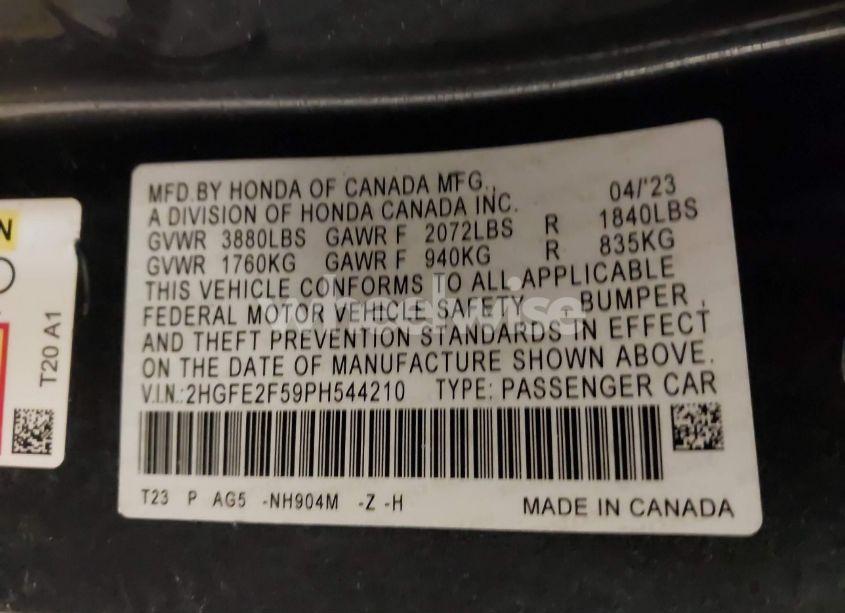 MFD.BY HONDA OF CANADA MFG., 04/'23
A DIVISION OF HONDA CANADA INC.
GVWR 3880LBS GAWR F 2072LBS R 1840LBS
GVWR 1760KG GAWR F 940KG R 835KG
THIS VEHICLE CONFORMS TO ALL APPLICABLE
FEDERAL MOTOR VEHICLE SAFETY , BUMPER ,
AND THEFT PREVENTION STANDARDS IN EFFECT
ON THE DATE OF MANUFACTURE SHOWN ABOVE.
V.I.N.:2HGFE2F59PH544210 TYPE: PASSENGER CAR
T23 P AG5 -NH904M -Z -H MADE IN CANADA
N
T20 A1
wheelwise